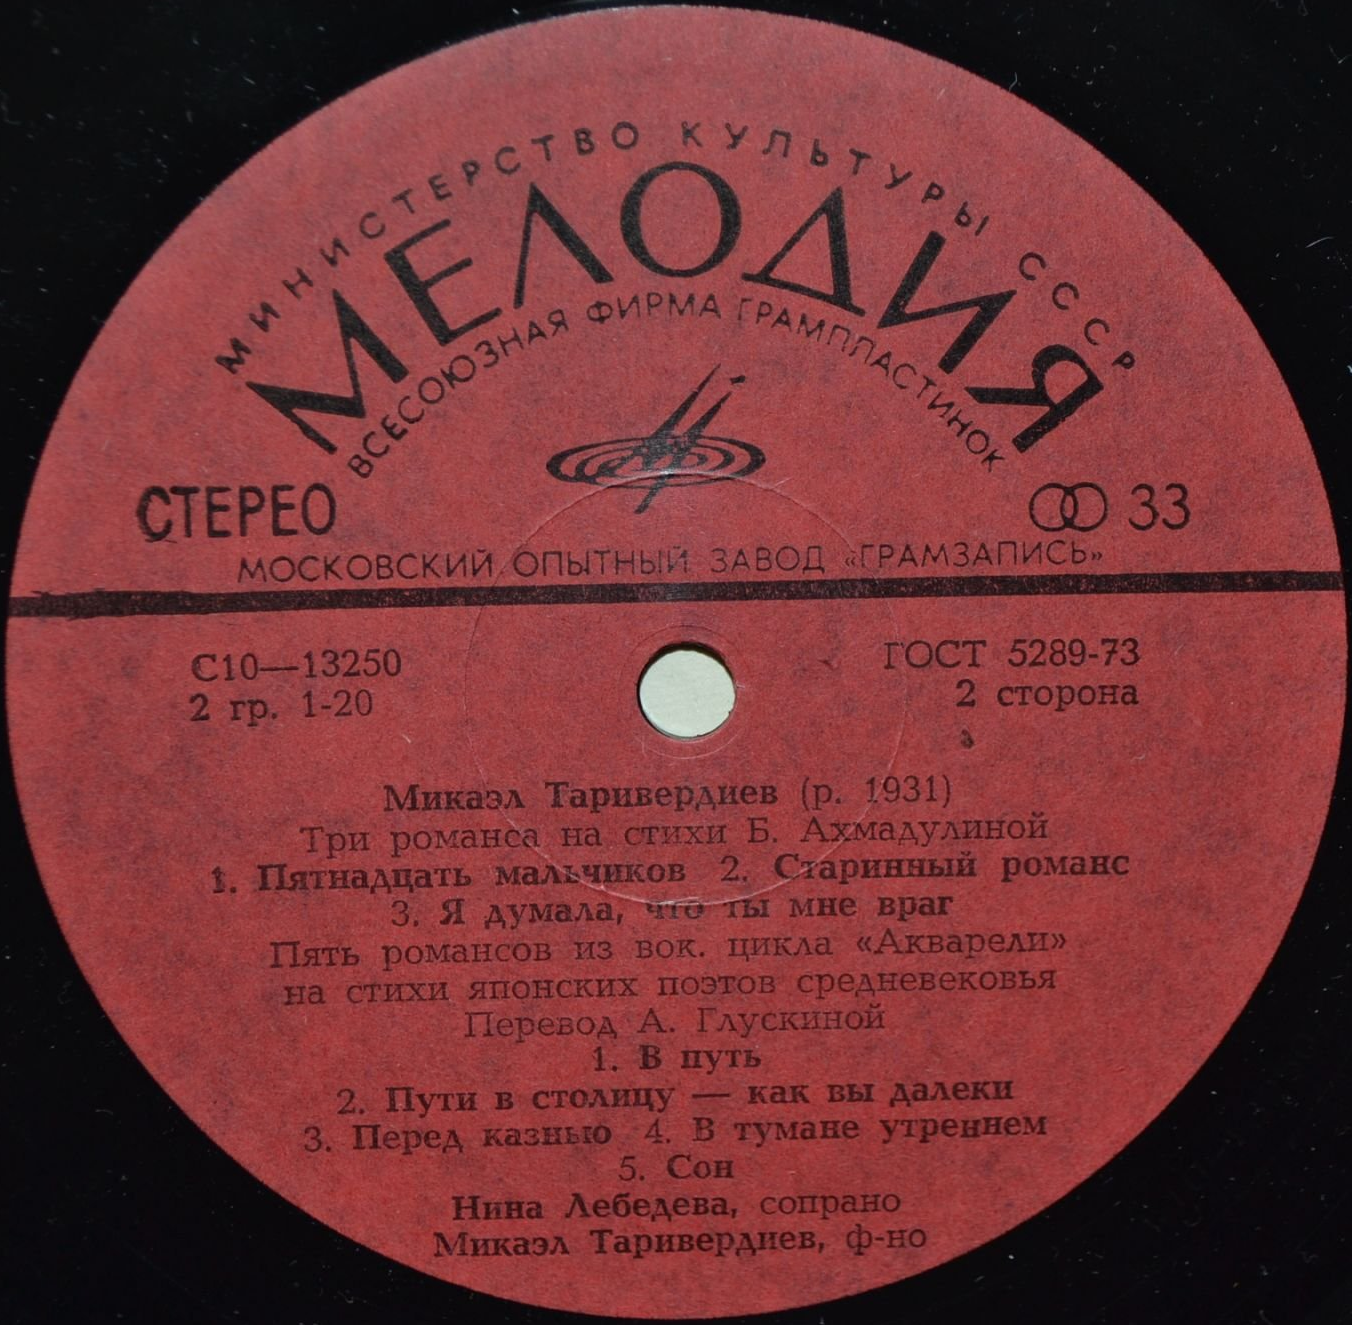 МИНИСТЕРСТВО КУЛЬТУРЫ СССР
МЕЛОДИЯ
ВСЕСОЮЗНАЯ ФИРМА ГРАМПЛАСТИНОК
СТЕРЕО
33
МОСКОВСКИЙ ОПЫТНЫЙ ЗАВОД «ГРАМЗАПИСЬ»
С10—13250
ГОСТ 5289-73
2 гр. 1-20
2 сторона
Микаэл Таривердиев (р. 1931)
Три романса на стихи Б. Ахмадулиной
1. Пятнадцать мальчиков 2. Старинный романс
3. Я думала, что ты мне враг
Пять романсов из вок. цикла «Акварели»
на стихи японских поэтов средневековья
Перевод А. Глускиной
1. В путь
2. Пути в столицу — как вы далеки
3. Перед казнью 4. В тумане утреннем
5. Сон
Нина Лебедева, сопрано
Микаэл Таривердиев, ф-но